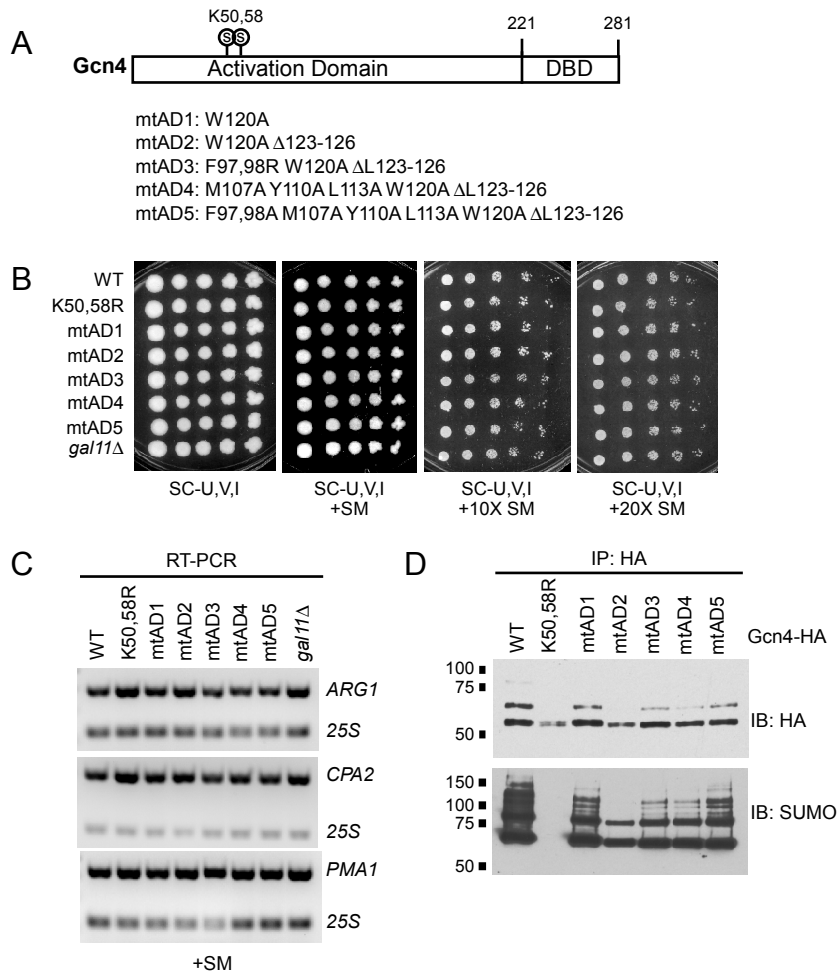 A
K50,58
S S
221
281
Gcn4
Activation Domain
DBD
mtAD1: W120A
mtAD2: W120A Δ123-126
mtAD3: F97,98R W120A ΔL123-126
mtAD4: M107A Y110A L113A W120A ΔL123-126
mtAD5: F97,98A M107A Y110A L113A W120A ΔL123-126
B
WT
K50,58R
mtAD1
mtAD2
mtAD3
mtAD4
mtAD5
gal11Δ
SC-U,V,I
SC-U,V,I
+SM
SC-U,V,I
+10X SM
SC-U,V,I
+20X SM
C
RT-PCR
WT
K50,58R
mtAD1
mtAD2
mtAD3
mtAD4
mtAD5
gal11Δ
ARG1
25S
CPA2
25S
PMA1
25S
+SM
D
IP: HA
WT
K50,58R
mtAD1
mtAD2
mtAD3
mtAD4
mtAD5
Gcn4-HA
100
75
50
IB: HA
150
100
75
50
IB: SUMO